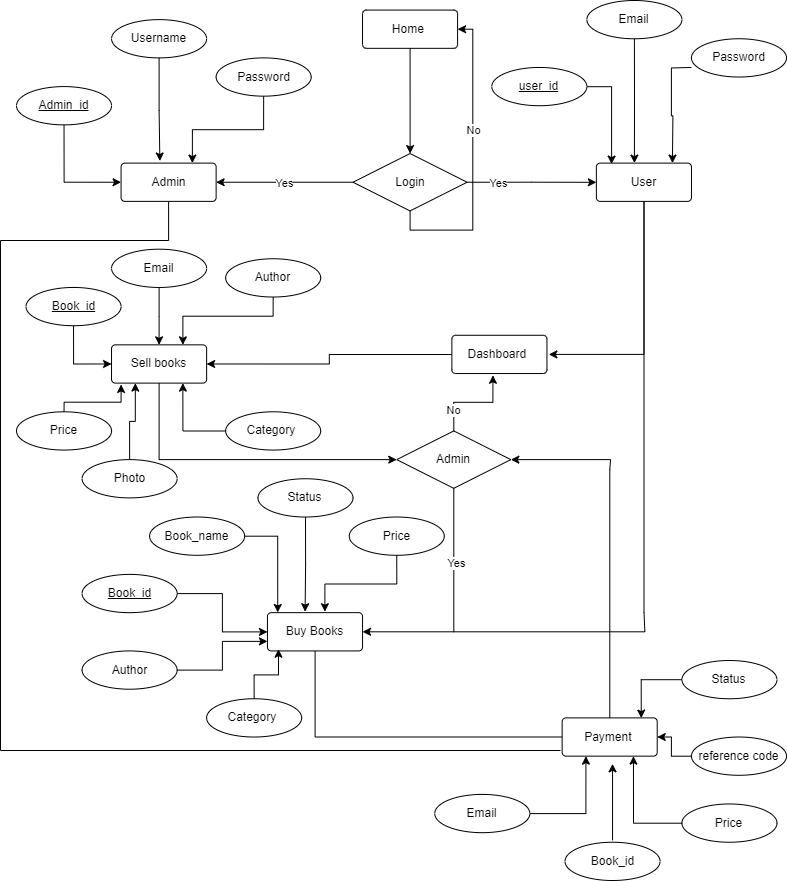 Email
Home
Username
Password
Password
user_id
Admin_id
No
Admin
Yes
Login
Yes
User
Email
Author
Book_id
Dashboard
Sell books
No
Price
Category
Admin
Photo
Status
Book_name
Price
Yes
Book_id
Buy Books
Author
Status
Category
Payment
reference code
Email
Price
Book_id